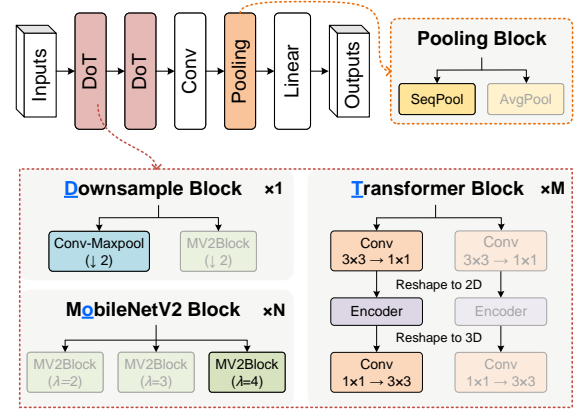 Inputs
DoT
DoT
Conv
Pooling
Linear
Outputs
Pooling Block
SeqPool
AvgPool
Downsample Block ×1
Conv-Maxpool
(↓ 2)
MV2Block
(↓ 2)
MobileNetV2 Block ×N
MV2Block
(λ=2)
MV2Block
(λ=3)
MV2Block
(λ=4)
Transformer Block ×M
Conv
3×3 → 1×1
Conv
3×3 → 1×1
Reshape to 2D
Encoder
Encoder
Reshape to 3D
Conv
1×1 → 3×3
Conv
1×1 → 3×3